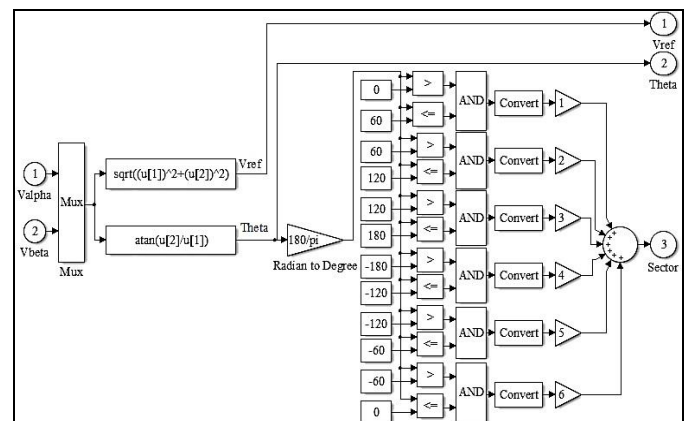 1
Vref
2
Theta
0
>
AND
Convert
1
60
<=
60
>
AND
Convert
2
120
<=
120
>
AND
Convert
3
180
<=
-180
>
AND
Convert
4
-120
<=
-120
>
AND
Convert
5
-60
<=
-60
>
AND
Convert
6
0
<=
1
Valpha
2
Vbeta
Mux
Mux
sqrt((u[1])^2+(u[2])^2)
Vref
atan(u[2]/u[1])
Theta
180/pi
Radian to Degree
+
+
+
+
+
+
3
Sector